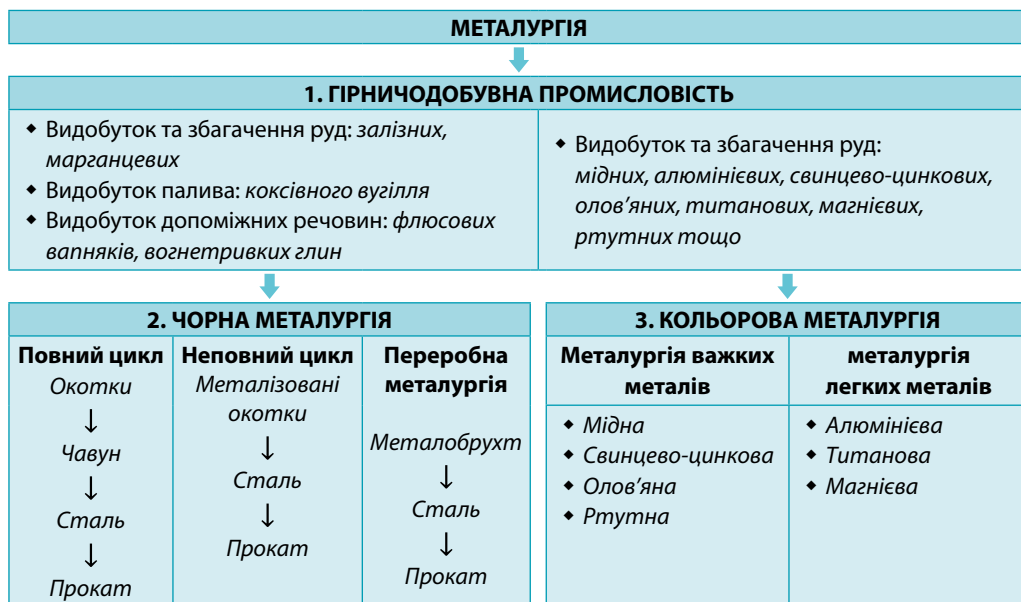 МЕТАЛУРГІЯ
1. ГІРНИЧОДОБУВНА ПРОМИСЛОВІСТЬ
◆ Видобуток та збагачення руд: залізних,
марганцевих
◆ Видобуток палива: коксівного вугілля
◆ Видобуток допоміжних речовин: флюсових
вапняків, вогнетривких глин
◆ Видобуток та збагачення руд:
мідних, алюмінієвих, свинцево-цинкових,
олов’яних, титанових, магнієвих,
ртутних тощо
2. ЧОРНА МЕТАЛУРГІЯ
Повний цикл
Окотки
↓
Чавун
↓
Сталь
↓
Прокат
Неповний цикл
Металізовані
окотки
↓
Сталь
↓
Прокат
Переробна
металургія
Металобрухт
↓
Сталь
↓
Прокат
3. КОЛЬОРОВА МЕТАЛУРГІЯ
Металургія важких
металів
◆ Мідна
◆ Свинцево-цинкова
◆ Олов’яна
◆ Ртутна
металургія
легких металів
◆ Алюмінієва
◆ Титанова
◆ Магнієва